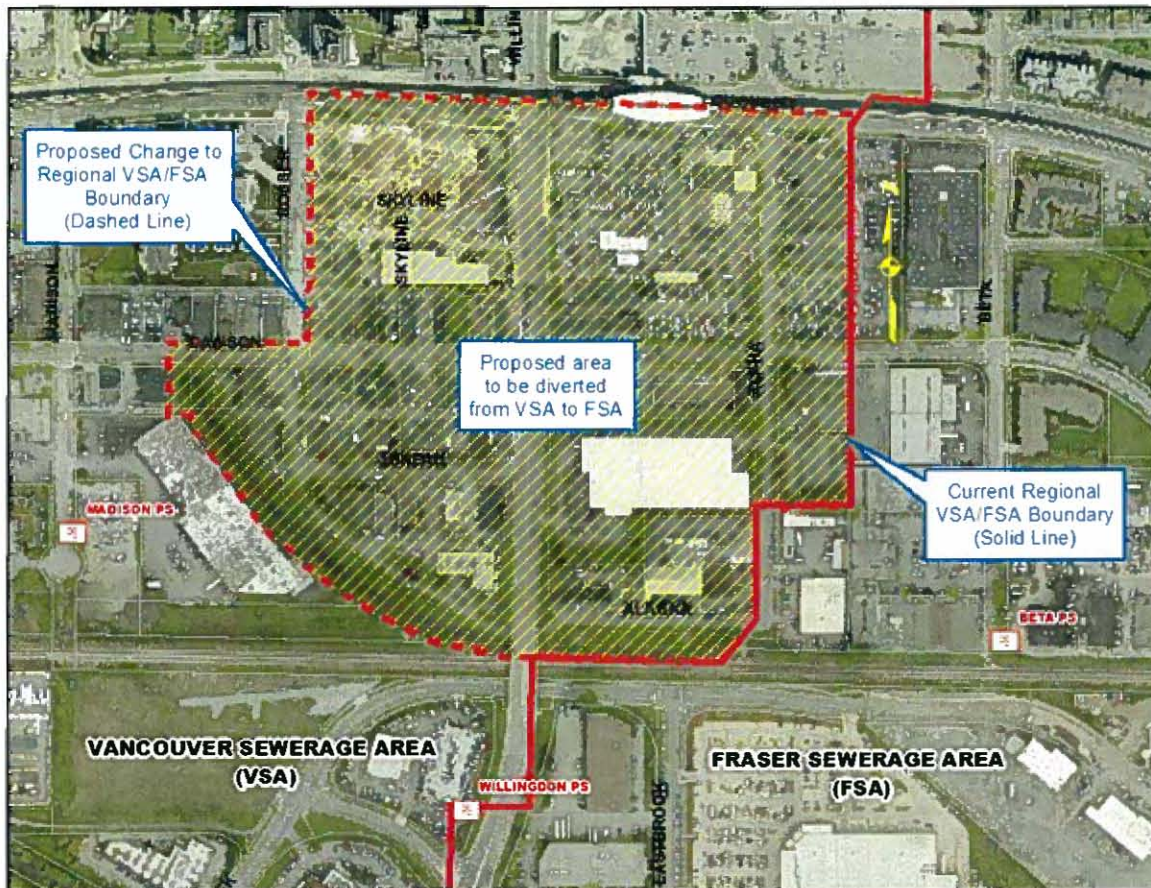 WILLIN
Proposed Change to
Regional VSA/FSA
Boundary
(Dashed Line)
SKYLINE
SKYLINE
MADISON
BETA
DAWSON
Proposed area
to be diverted
from VSA to FSA
ALPHA
Current Regional
VSA/FSA Boundary
(Solid Line)
MADISON PS
ALASKA
BETA PS
VANCOUVER SEWERAGE AREA
(VSA)
FRASER SEWERAGE AREA
(FSA)
WILLINGDON PS
EASTBROOK